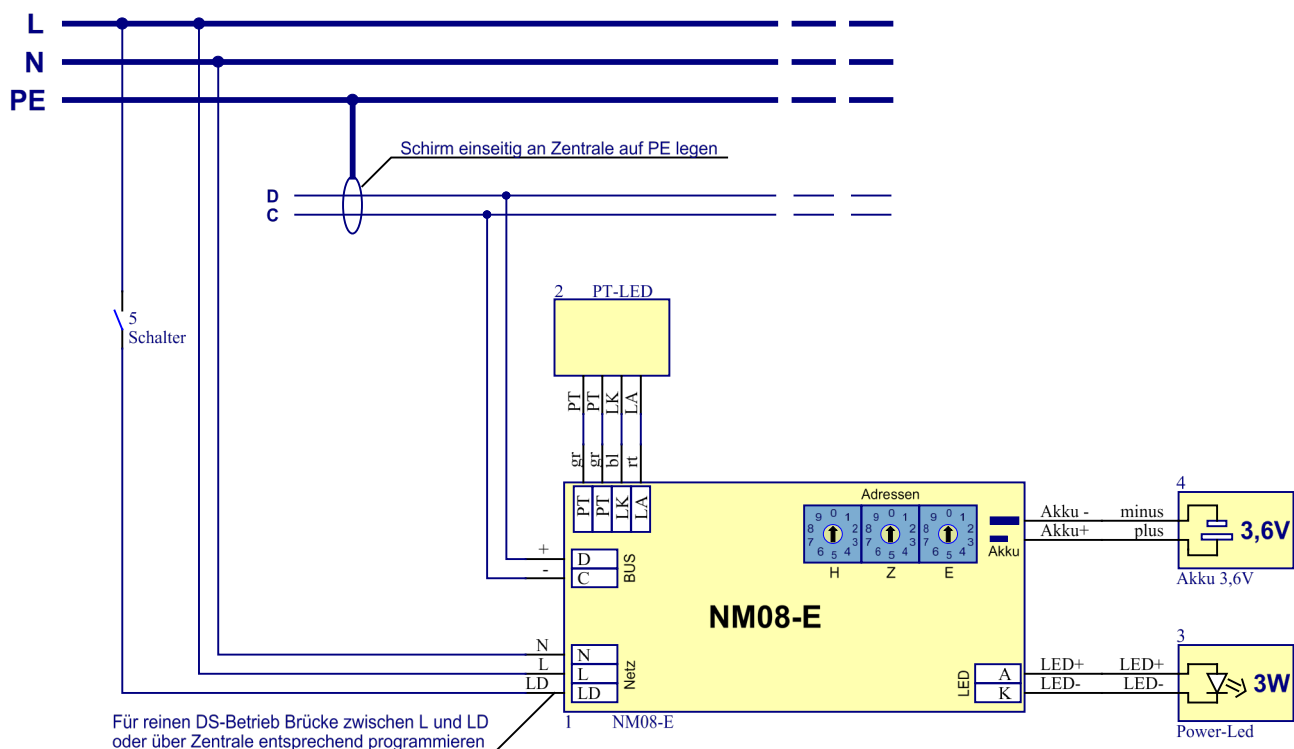 L
N
PE
Schirm einseitig an Zentrale auf PE legen
D
C
5
Schalter
2 PT-LED
PT PT LK LA
gr gr bl rt
PT PT LK LA
Adressen
9 0 1 2 3 4 5 6 7 8
9 0 1 2 3 4 5 6 7 8
9 0 1 2 3 4 5 6 7 8
H Z E
Akku
Akku - minus
Akku+ plus
4
3,6V
Akku 3,6V
+ D
- C
BUS
NM08-E
N N
L L
LD LD
Netz
LED
A LED+ LED+
K LED- LED-
3
3W
Power-Led
1 NM08-E
Für reinen DS-Betrieb Brücke zwischen L und LD
oder über Zentrale entsprechend programmieren